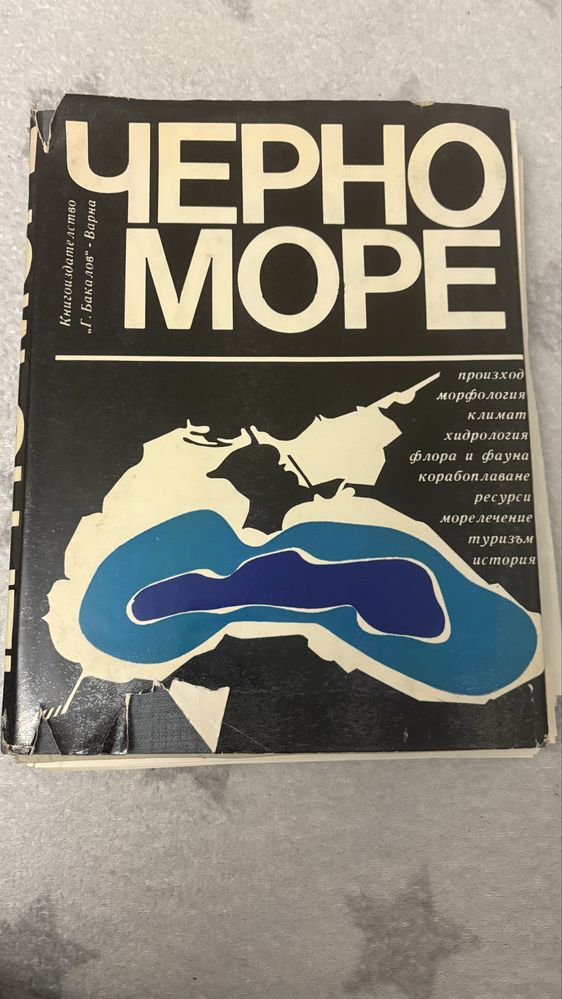 ЧЕРНО
МОРЕ
Книгоиздателство
„Г. Бакалов" - Варна
произход
морфология
климат
хидрология
флора и фауна
корабоплаване
ресурси
морелечение
туризъм
история